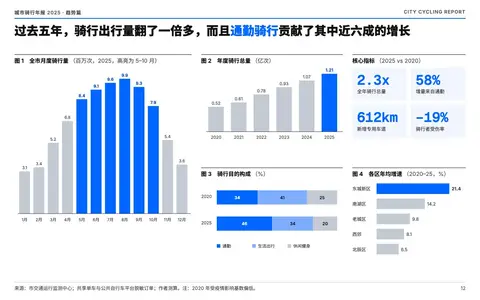 城市骑行年报 2025 · 趋势篇
CITY CYCLING REPORT
过去五年，骑行出行量翻了一倍多，而且通勤骑行贡献了其中近六成的增长
图 1 全市月度骑行量（百万次，2025，高亮为 5–10 月）
3.1 3.4 5.2 6.8 8.4 9.1 9.6 9.8 9.3 7.9 5.4 3.6
1月 2月 3月 4月 5月 6月 7月 8月 9月 10月 11月 12月
图 2 年度骑行总量（亿次）
0.52 0.61 0.78 0.93 1.07 1.21
2020 2021 2022 2023 2024 2025
核心指标（2025 vs 2020）
2.3x 58%
全年骑行总量 增量来自通勤
612km −19%
新增专用车道 骑行者受伤率
图 3 骑行目的构成（%）
2020 34 41 25
2025 46 34 20
通勤 生活出行 休闲健身
图 4 各区年均增速（2020–25，%）
东城新区 21.4
南湖区 14.2
老城区 9.8
西郊 8.1
北辰区 6.5
来源：市交通运行监测中心；共享单车与公共自行车平台脱敏订单；作者测算。注：2020 年受疫情影响基数偏低。
12